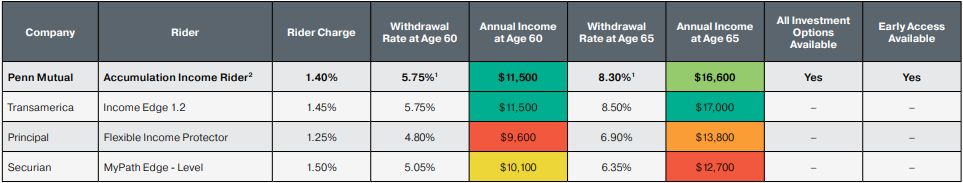 Company Rider Rider Charge Withdrawal Rate at Age 60 Annual Income at Age 60 Withdrawal Rate at Age 65 Annual Income at Age 65 All Investment Options Available Early Access Available
Penn Mutual Accumulation Income Rider² 1.40% 5.75%¹ $11,500 8.30%¹ $16,600 Yes Yes
Transamerica Income Edge 1.2 1.45% 5.75% $11,500 8.50% $17,000 – –
Principal Flexible Income Protector 1.25% 4.80% $9,600 6.90% $13,800 – –
Securian MyPath Edge - Level 1.50% 5.05% $10,100 6.35% $12,700 – –